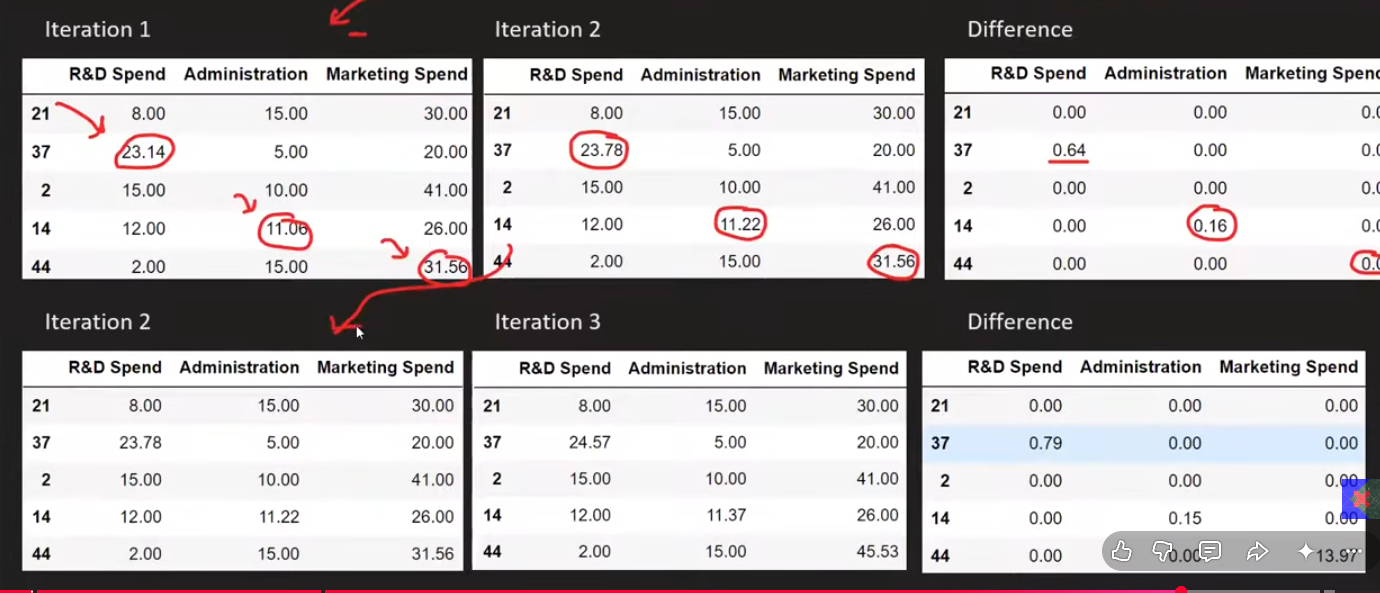 Iteration 1
R&D Spend Administration Marketing Spend
21 8.00 15.00 30.00
37 23.14 5.00 20.00
2 15.00 10.00 41.00
14 12.00 11.06 26.00
44 2.00 15.00 31.56
Iteration 2
R&D Spend Administration Marketing Spend
21 8.00 15.00 30.00
37 23.78 5.00 20.00
2 15.00 10.00 41.00
14 12.00 11.22 26.00
44 2.00 15.00 31.56
Difference
R&D Spend Administration Marketing Spend
21 0.00 0.00
37 0.64 0.00
2 0.00 0.00
14 0.00 0.16
44 0.00 0.00
Iteration 2
R&D Spend Administration Marketing Spend
21 8.00 15.00 30.00
37 23.78 5.00 20.00
2 15.00 10.00 41.00
14 12.00 11.22 26.00
44 2.00 15.00 31.56
Iteration 3
R&D Spend Administration Marketing Spend
21 8.00 15.00 30.00
37 24.57 5.00 20.00
2 15.00 10.00 41.00
14 12.00 11.37 26.00
44 2.00 15.00 45.53
Difference
R&D Spend Administration Marketing Spend
21 0.00 0.00 0.00
37 0.79 0.00 0.00
2 0.00 0.00 0.00
14 0.00 0.15 0.00
44 0.00 0.00 13.97